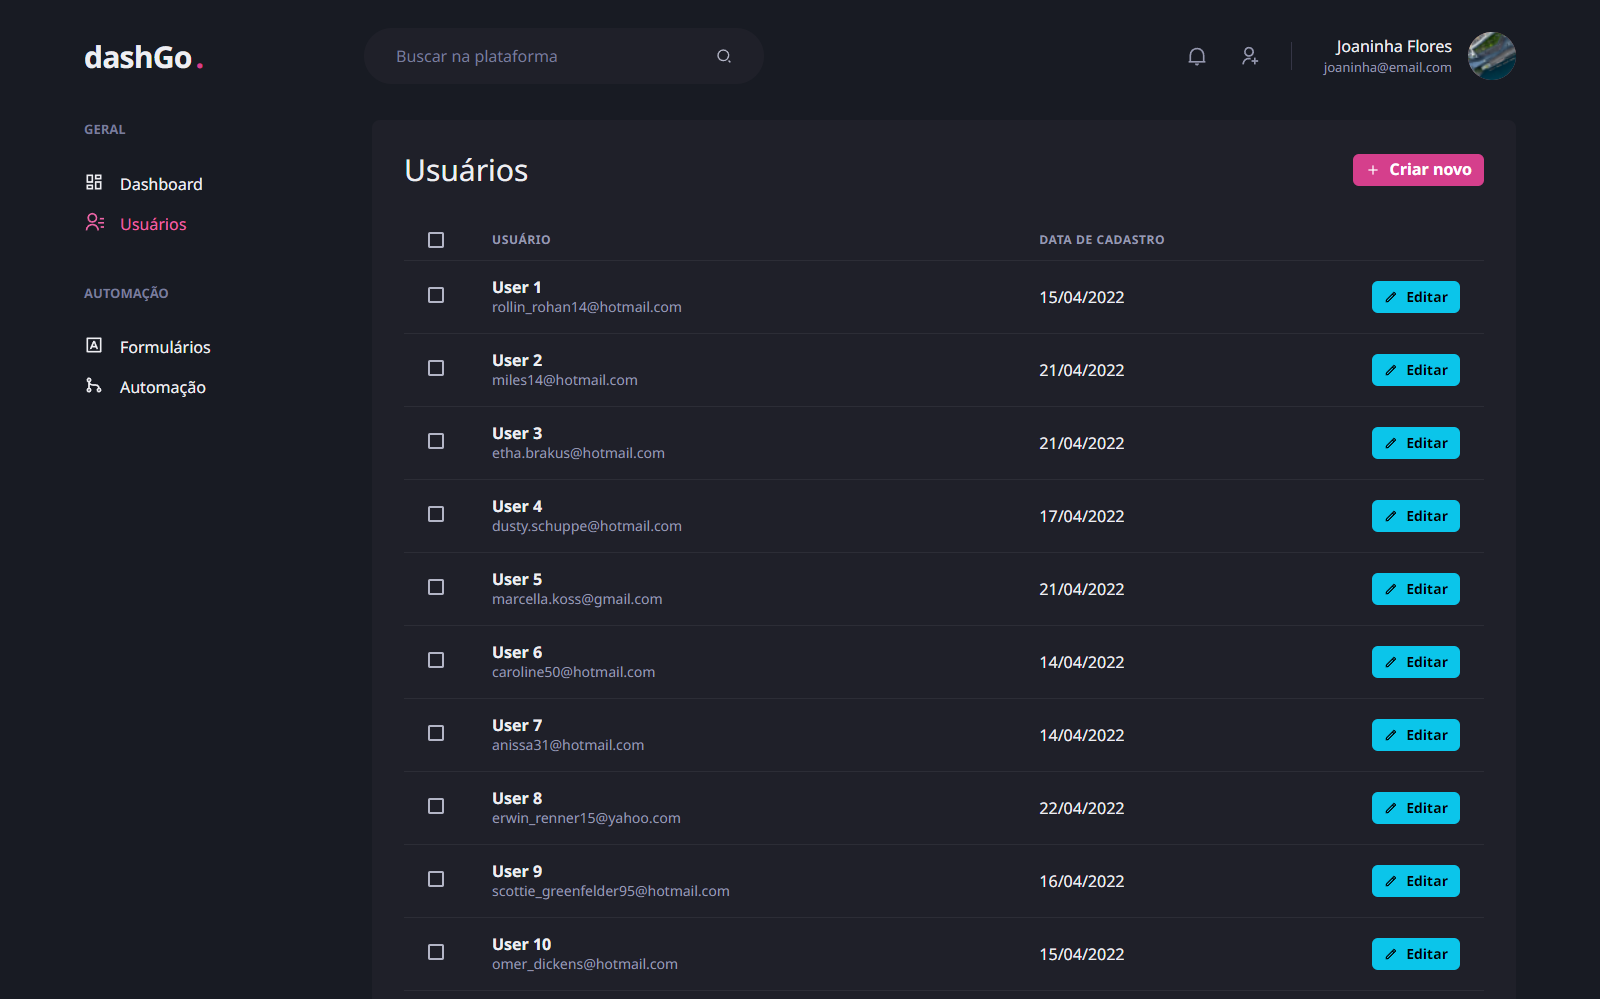 dashGo.
Buscar na plataforma
Joaninha Flores
joaninha@email.com
GERAL
Dashboard
Usuários
AUTOMAÇÃO
Formulários
Automação
Usuários
+ Criar novo
USUÁRIO DATA DE CADASTRO
User 1
rollin_rohan14@hotmail.com
15/04/2022
Editar
User 2
miles14@hotmail.com
21/04/2022
Editar
User 3
etha.brakus@hotmail.com
21/04/2022
Editar
User 4
dusty.schuppe@hotmail.com
17/04/2022
Editar
User 5
marcella.koss@gmail.com
21/04/2022
Editar
User 6
caroline50@hotmail.com
14/04/2022
Editar
User 7
anissa31@hotmail.com
14/04/2022
Editar
User 8
erwin_renner15@yahoo.com
22/04/2022
Editar
User 9
scottie_greenfelder95@hotmail.com
16/04/2022
Editar
User 10
omer_dickens@hotmail.com
15/04/2022
Editar